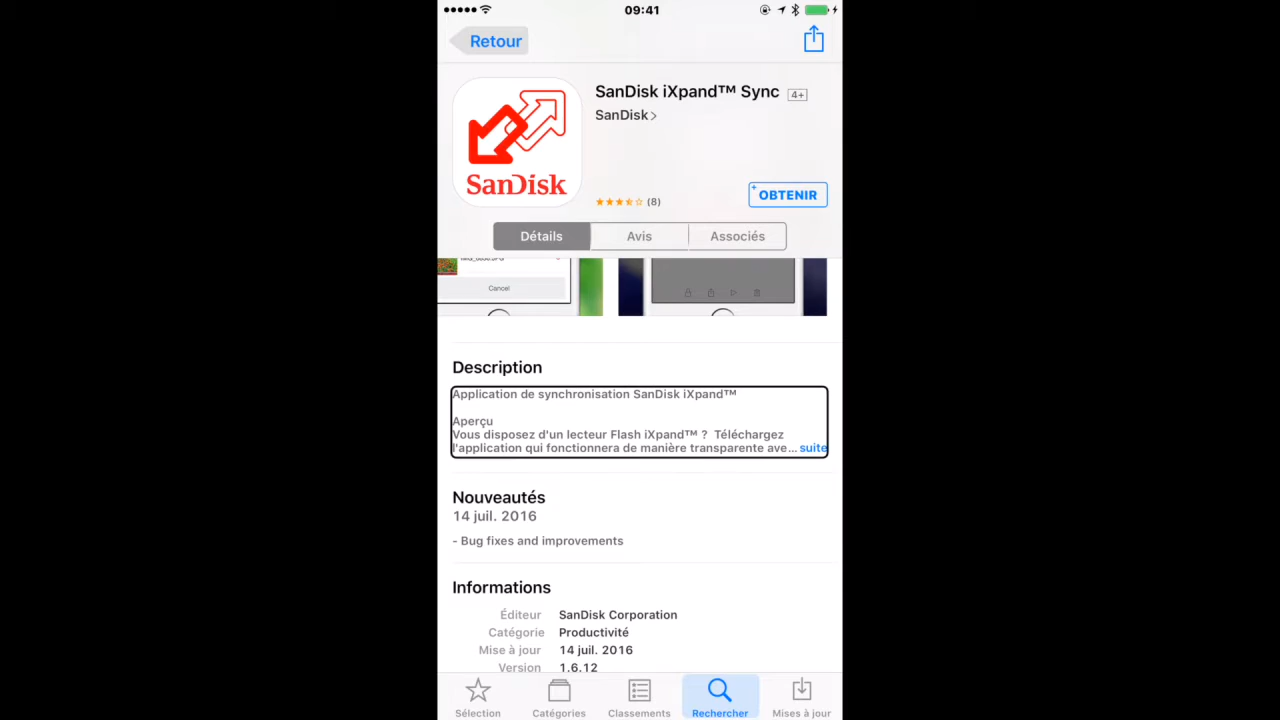 09:41
Retour
SanDisk iXpand™ Sync 4+
SanDisk
SanDisk
(8)
+ OBTENIR
Détails Avis Associés
Cancel
Description
Application de synchronisation SanDisk iXpand™
Aperçu
Vous disposez d'un lecteur Flash iXpand™ ? Téléchargez
l'application qui fonctionnera de manière transparente ave... suite
Nouveautés
14 juil. 2016
- Bug fixes and improvements
Informations
Éditeur SanDisk Corporation
Catégorie Productivité
Mise à jour 14 juil. 2016
Version 1.6.12
Sélection Catégories Classements Rechercher Mises à jour